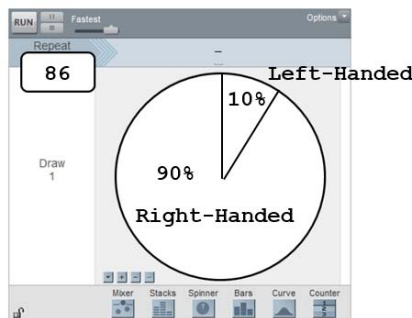 RUN
Fastest
Options
Repeat
86
–
Left-Handed
10%
90%
Right-Handed
Draw
1
Mixer Stacks Spinner Bars Curve Counter